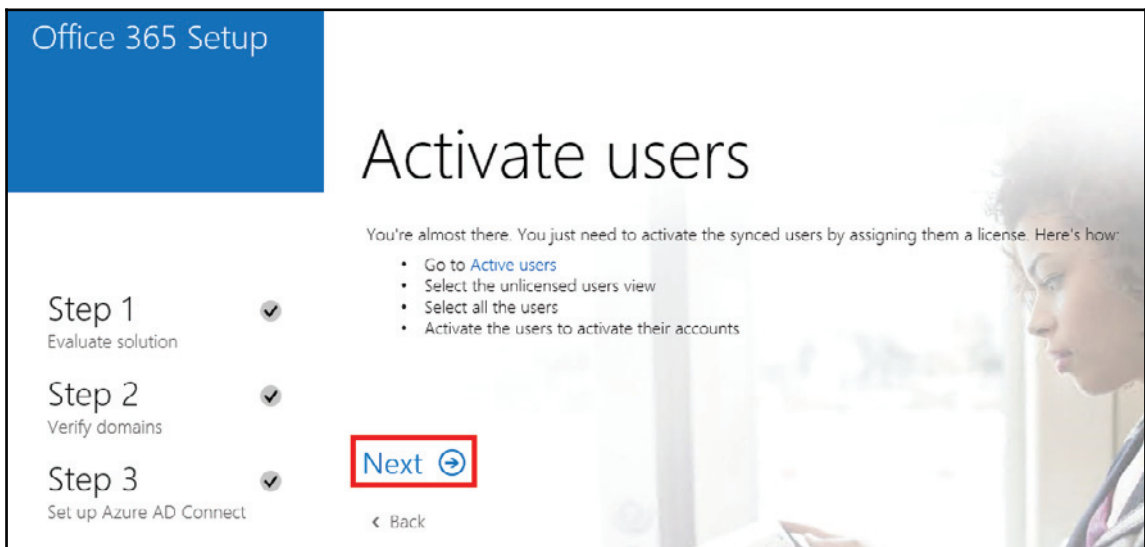 Office 365 Setup
Activate users
You're almost there. You just need to activate the synced users by assigning them a license. Here's how:
• Go to Active users
• Select the unlicensed users view
• Select all the users
• Activate the users to activate their accounts
Step 1
Evaluate solution
Step 2
Verify domains
Step 3
Set up Azure AD Connect
Next
< Back